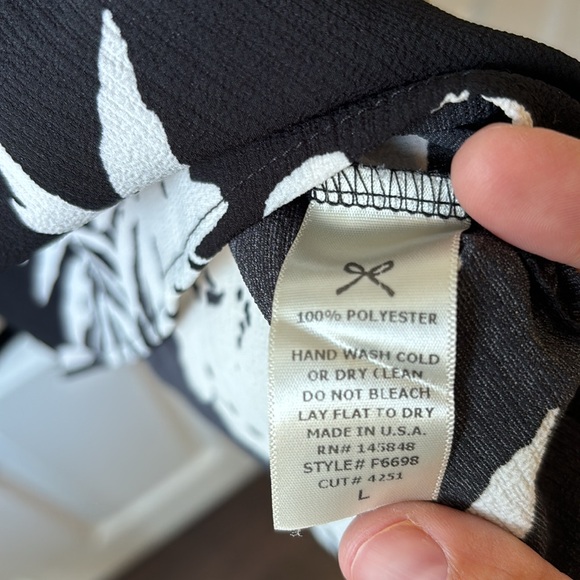 100% POLYESTER
HAND WASH COLD
OR DRY CLEAN
DO NOT BLEACH
LAY FLAT TO DRY
MADE IN U.S.A.
RN# 145848
STYLE# F6698
CUT# 4251
L